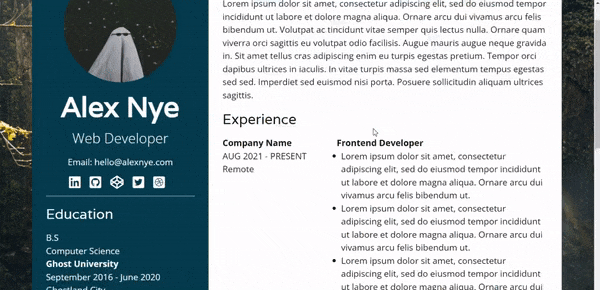 Alex Nye
Web Developer
Email: hello@alexnye.com
Education
B.S
Computer Science
Ghost University
September 2016 - June 2020
Ghostland City
Lorem ipsum dolor sit amet, consectetur adipiscing elit, sed do eiusmod tempor
incididunt ut labore et dolore magna aliqua. Ornare arcu dui vivamus arcu felis
bibendum ut. Volutpat ac tincidunt vitae semper quis lectus nulla. Ornare quam
viverra orci sagittis eu volutpat odio facilisis. Augue mauris augue neque gravida
in. Sit amet tellus cras adipiscing enim eu turpis egestas pretium. Tempor orci
dapibus ultrices in iaculis. In vitae turpis massa sed elementum tempus egestas
sed sed. Imperdiet sed euismod nisi porta. Posuere sollicitudin aliquam ultrices
sagittis.
Experience
Company Name
AUG 2021 - PRESENT
Remote
Frontend Developer
Lorem ipsum dolor sit amet, consectetur
adipiscing elit, sed do eiusmod tempor incididunt
ut labore et dolore magna aliqua. Ornare arcu dui
vivamus arcu felis bibendum ut.
Lorem ipsum dolor sit amet, consectetur
adipiscing elit, sed do eiusmod tempor incididunt
ut labore et dolore magna aliqua. Ornare arcu dui
vivamus arcu felis bibendum ut.
Lorem ipsum dolor sit amet, consectetur
adipiscing elit, sed do eiusmod tempor incididunt
ut labore et dolore magna aliqua. Ornare arcu dui